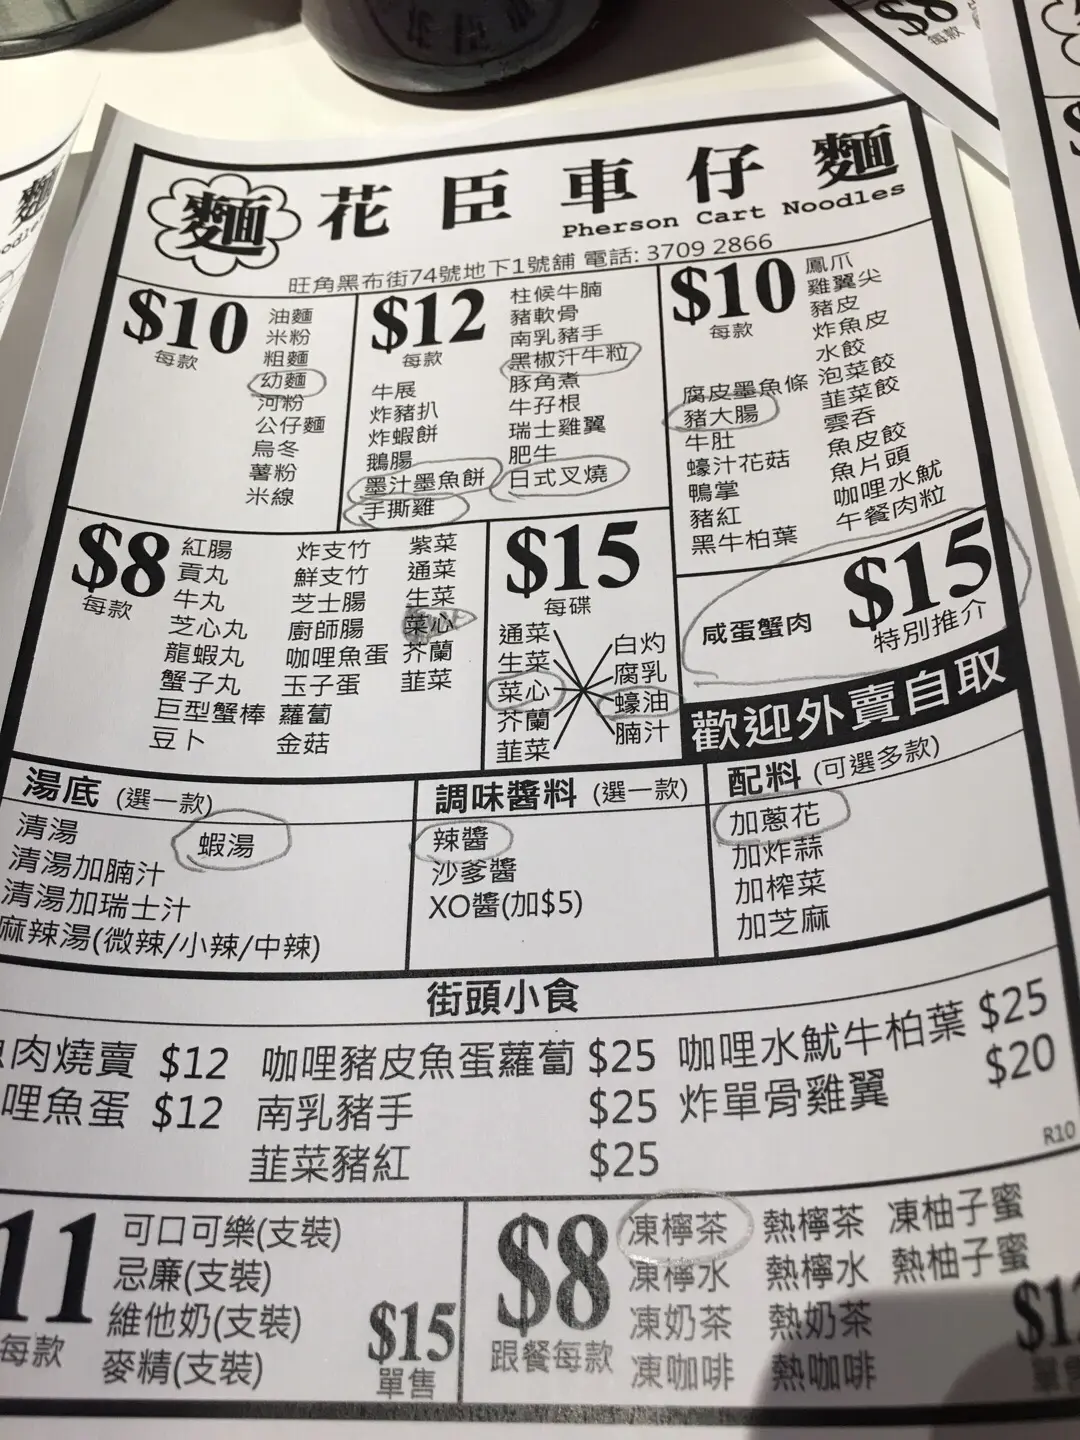 麵 花臣車仔麵
Pherson Cart Noodles
旺角黑布街74號地下1號舖 電話: 3709 2866
$10
每款
油麵
米粉
粗麵
幼麵
河粉
公仔麵
烏冬
薯粉
米線
$12
每款
牛展
炸豬扒
炸蝦餅
鵝腸
墨汁墨魚餅
手撕雞
柱候牛腩
豬軟骨
南乳豬手
黑椒汁牛粒
豚角煮
牛孖根
瑞士雞翼
肥牛
日式叉燒
$10
每款
腐皮墨魚條
豬大腸
牛肚
蠔汁花菇
鴨掌
豬紅
黑牛柏葉
鳳爪
雞翼尖
豬皮
炸魚皮
水餃
泡菜餃
韮菜餃
雲吞
魚皮餃
魚片頭
咖哩水魷
午餐肉粒
$8
每款
紅腸
貢丸
牛丸
芝心丸
龍蝦丸
蟹子丸
巨型蟹棒
豆卜
炸支竹
鮮支竹
芝士腸
廚師腸
咖哩魚蛋
玉子蛋
蘿蔔
金菇
紫菜
通菜
生菜
菜心
芥蘭
韮菜
$15
每碟
通菜
生菜
菜心
芥蘭
韮菜
白灼
腐乳
蠔油
腩汁
咸蛋蟹肉 $15
特別推介
歡迎外賣自取
湯底 (選一款)
清湯
蝦湯
清湯加腩汁
清湯加瑞士汁
麻辣湯(微辣/小辣/中辣)
調味醬料 (選一款)
辣醬
沙爹醬
XO醬(加$5)
配料 (可選多款)
加蔥花
加炸蒜
加榨菜
加芝麻
街頭小食
肉燒賣 $12 咖哩豬皮魚蛋蘿蔔 $25 咖哩水魷牛柏葉 $25
哩魚蛋 $12 南乳豬手 $25 炸單骨雞翼 $20
韮菜豬紅 $25
R10
11
每款
可口可樂(支裝)
忌廉(支裝)
維他奶(支裝)
麥精(支裝)
$15
單售
$8
跟餐每款
凍檸茶 熱檸茶 凍柚子蜜
凍檸水 熱檸水 熱柚子蜜
凍奶茶 熱奶茶
凍咖啡 熱咖啡
$8
每款
麵